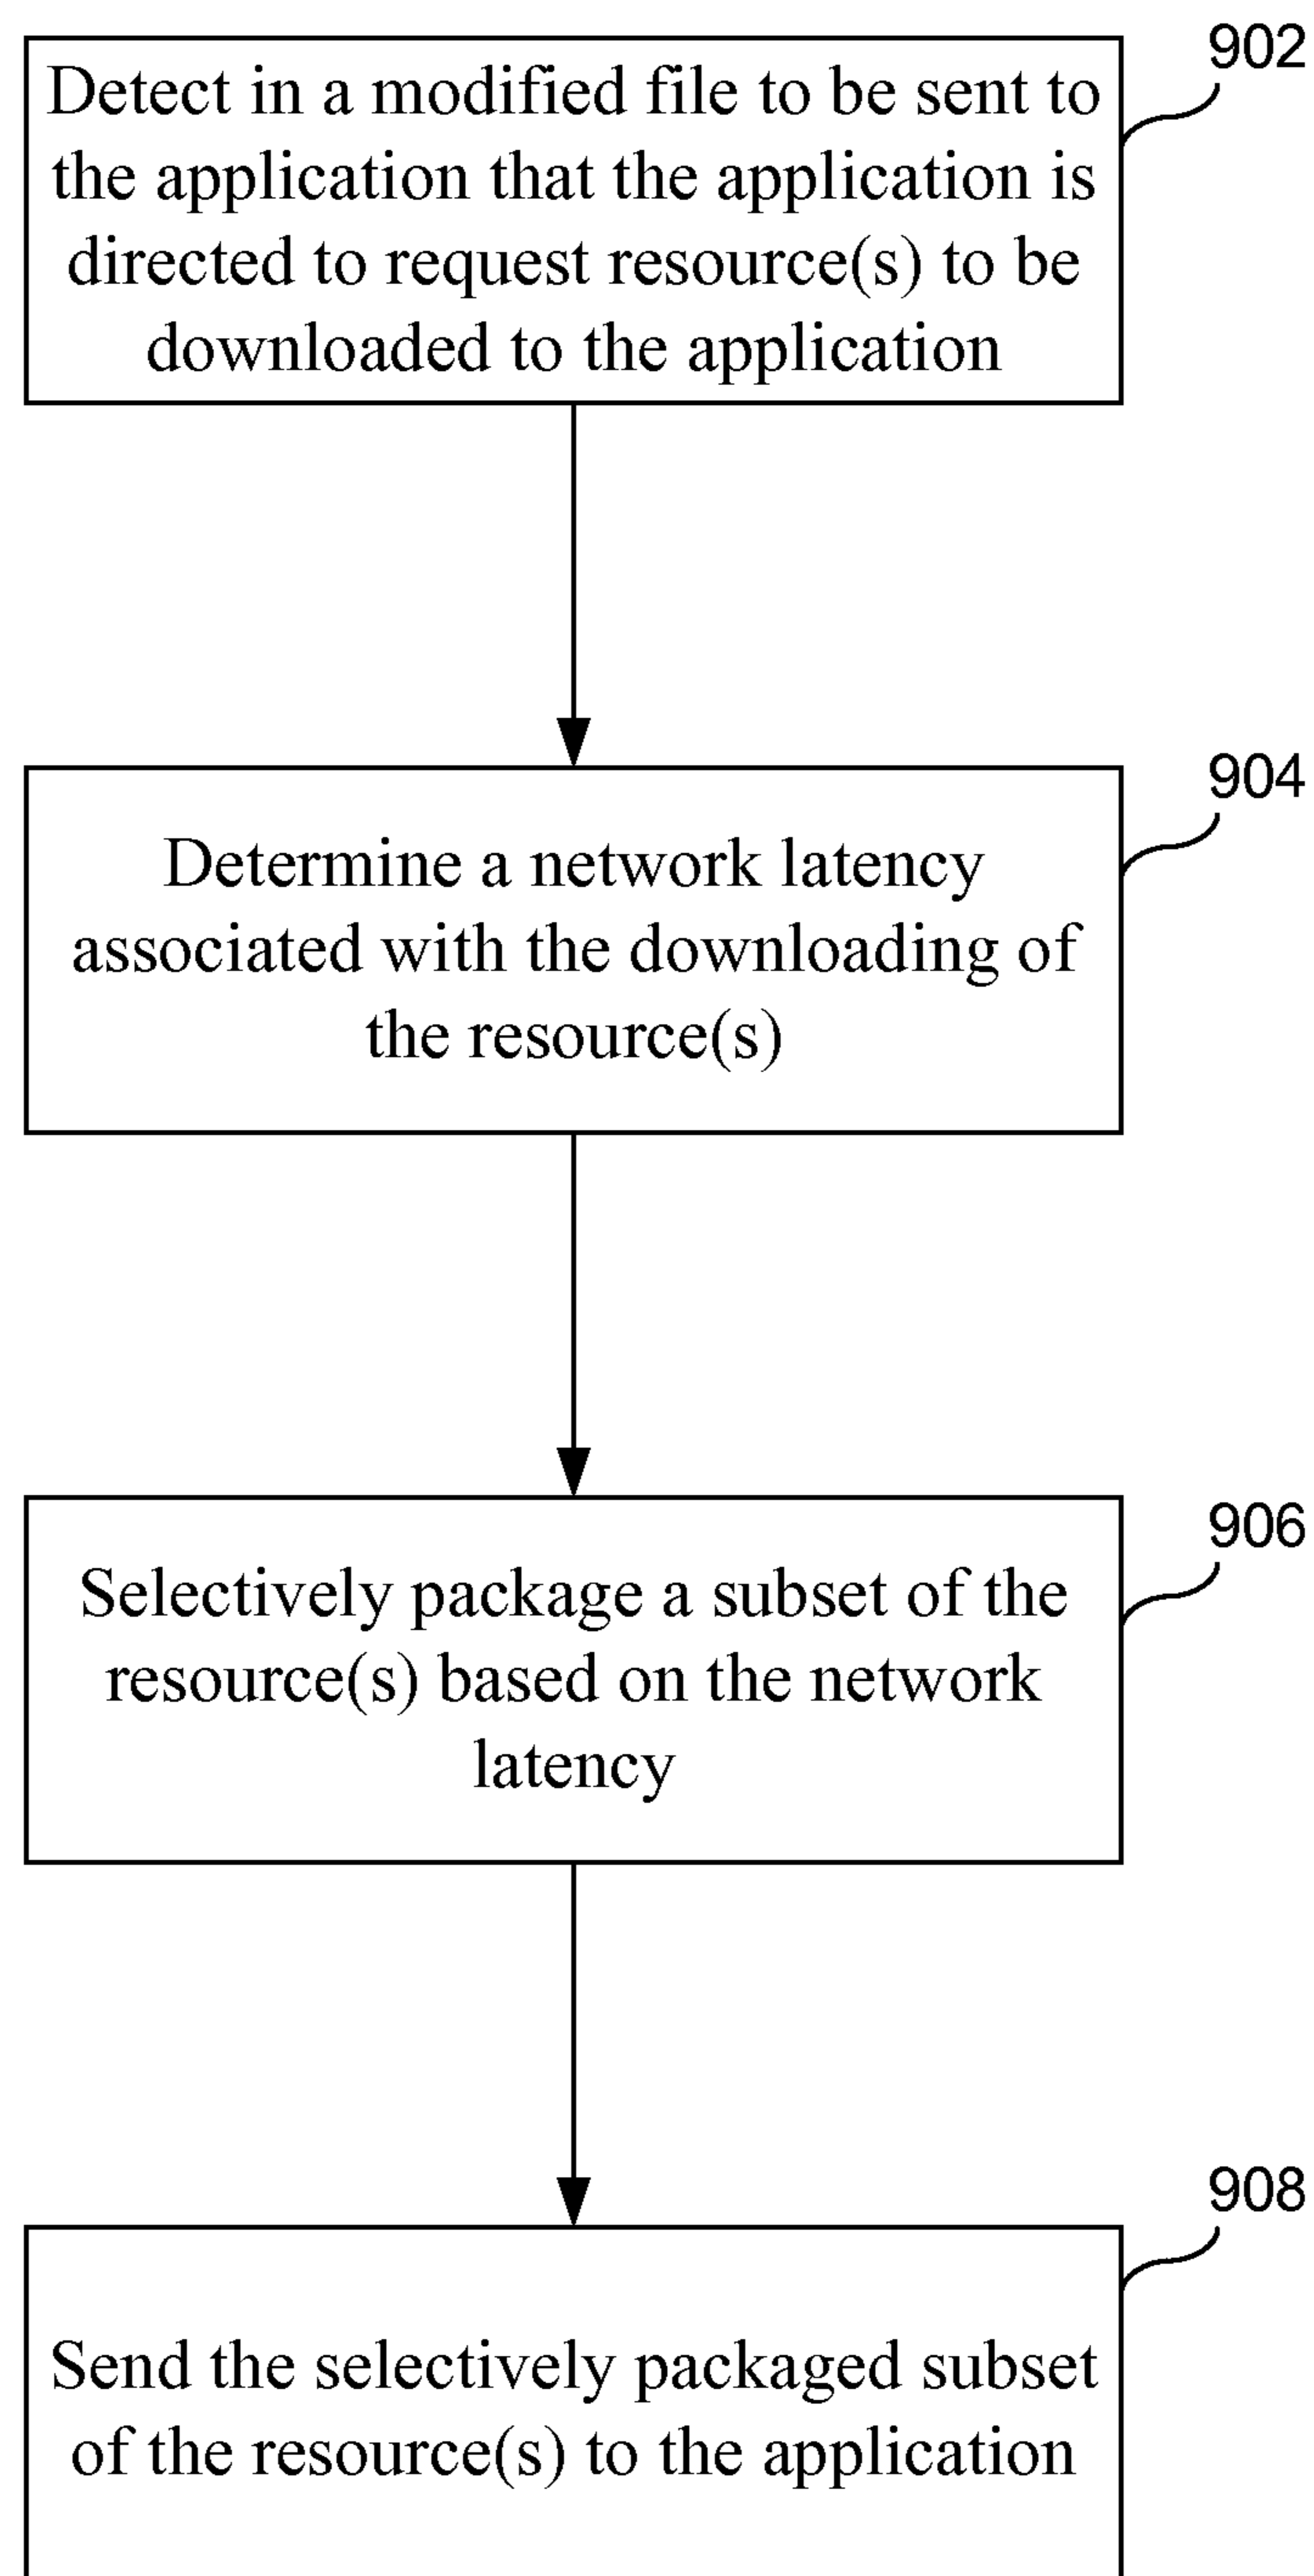 902
Detect in a modified file to be sent to
the application that the application is
directed to request resource(s) to be
downloaded to the application
904
Determine a network latency
associated with the downloading of
the resource(s)
906
Selectively package a subset of the
resource(s) based on the network
latency
908
Send the selectively packaged subset
of the resource(s) to the application